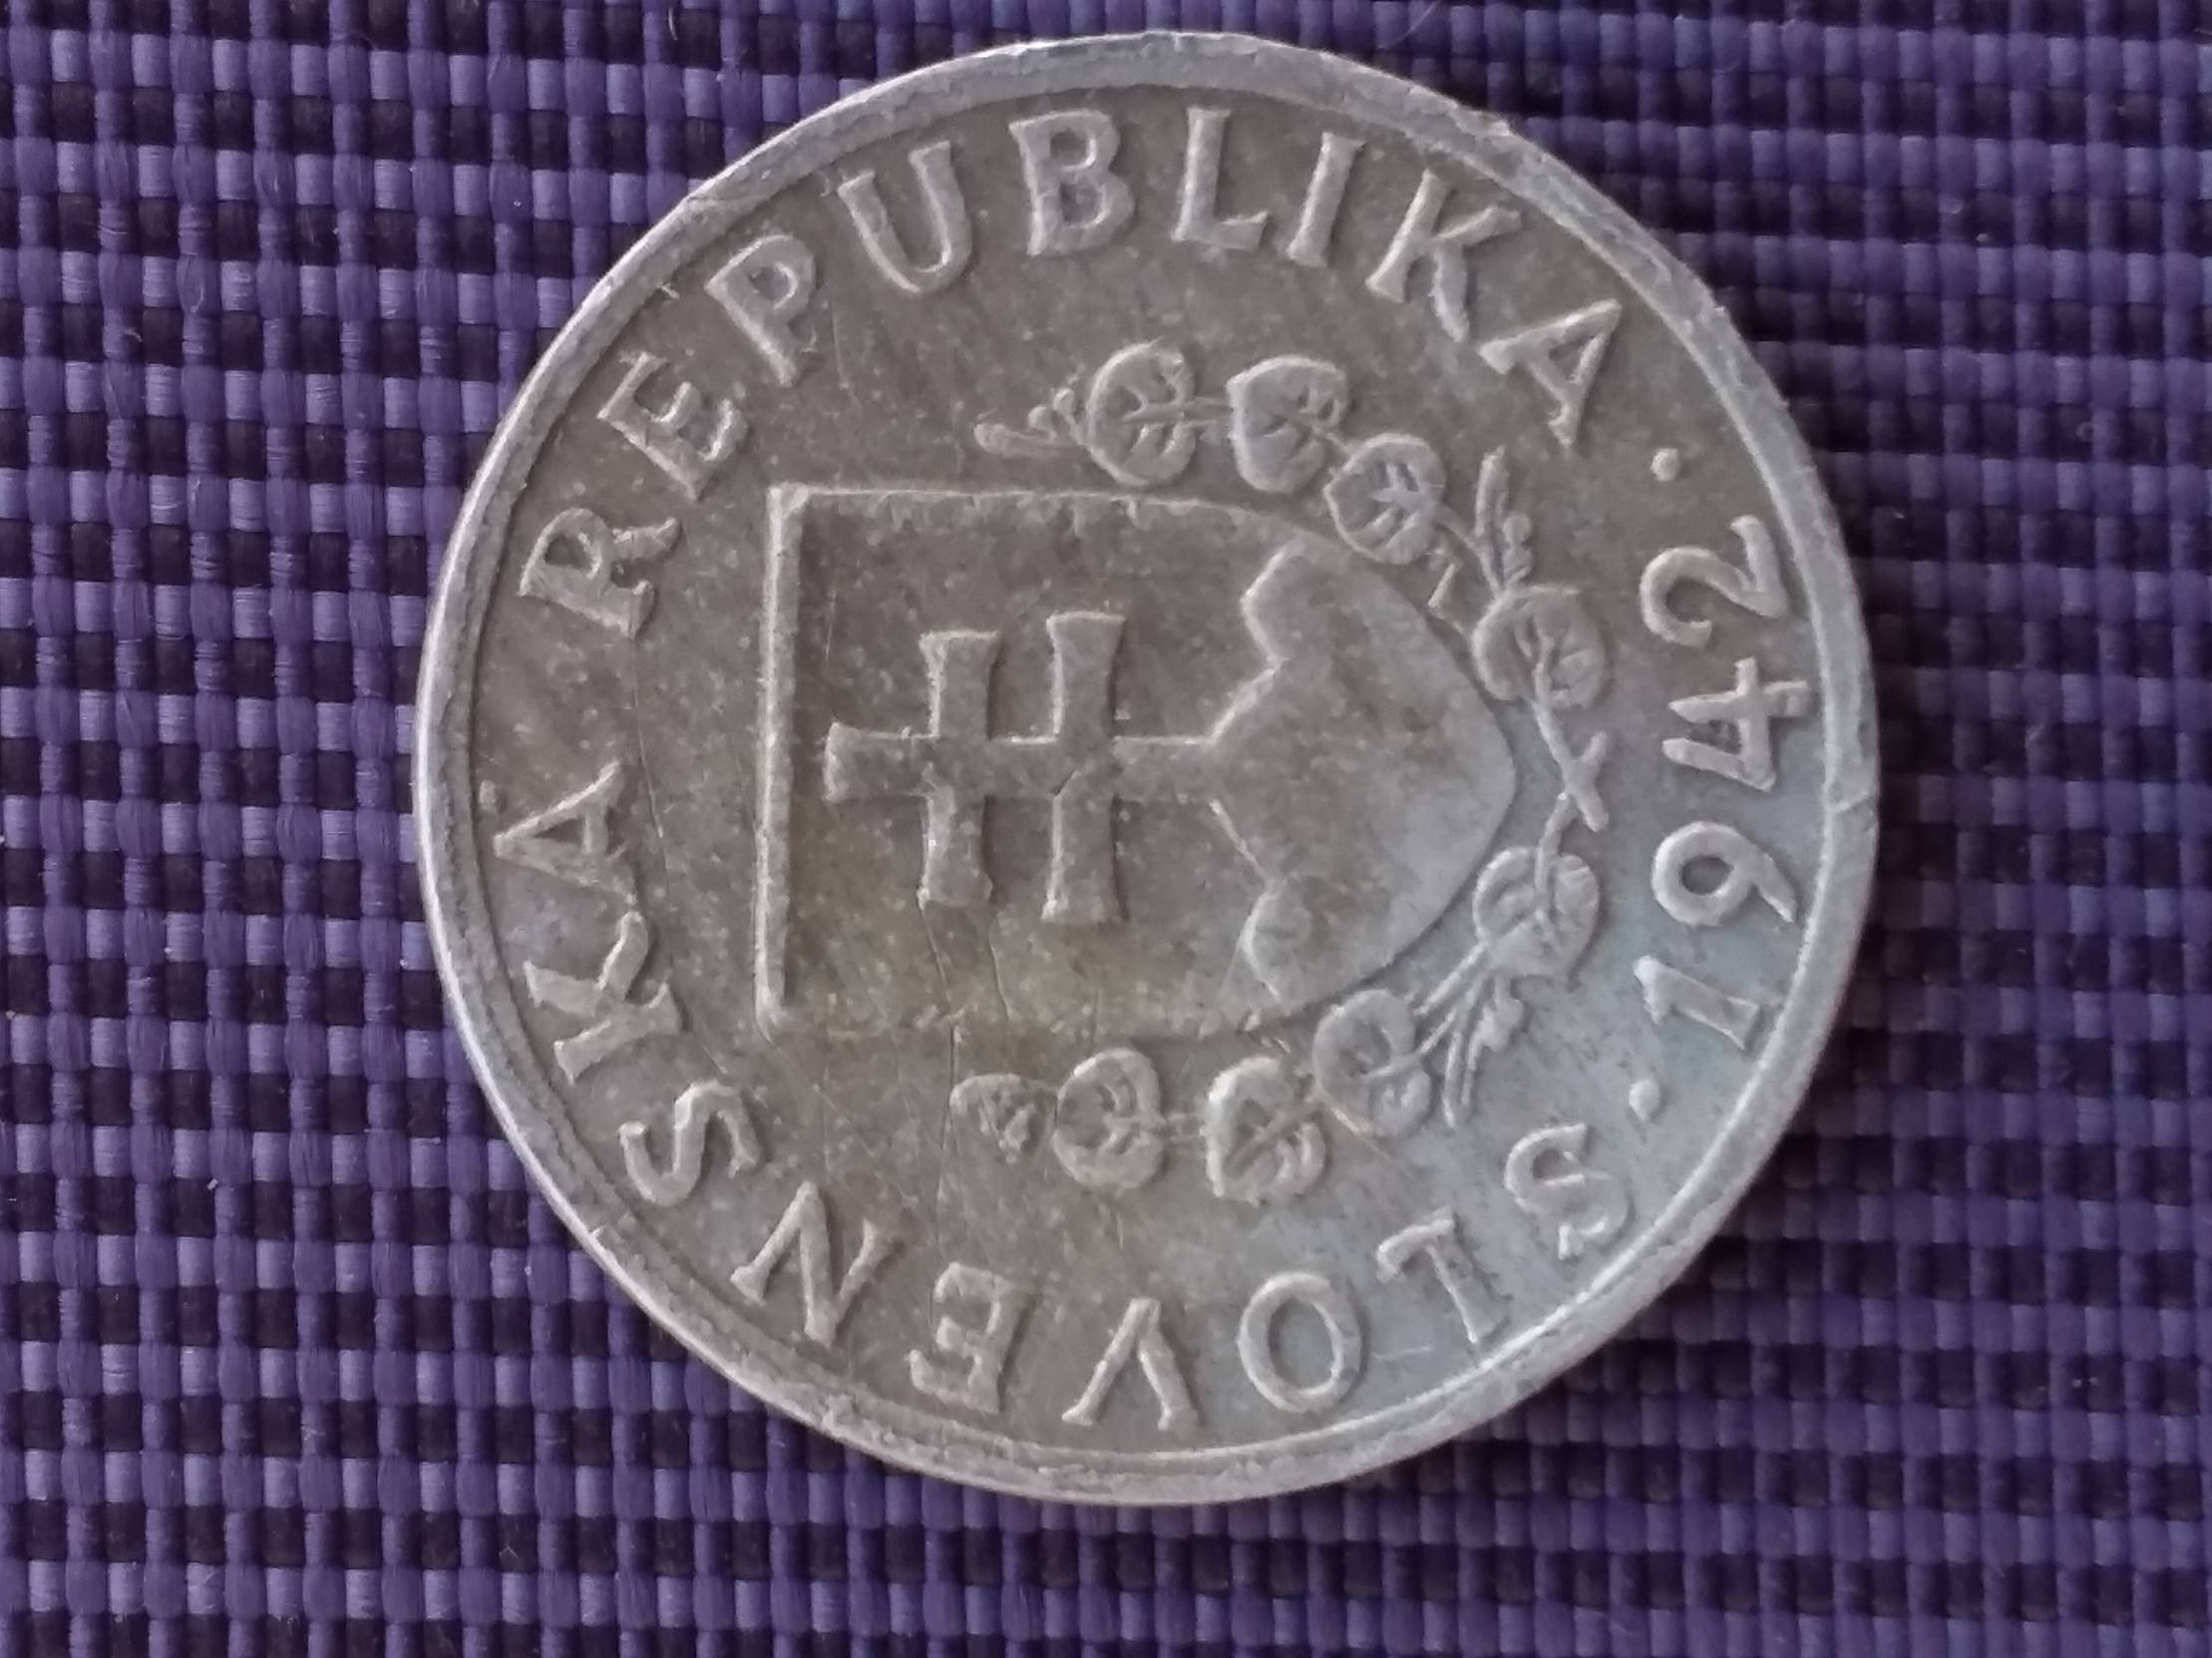 SLOVENSKÁ REPUBLIKA
· 1942 ·